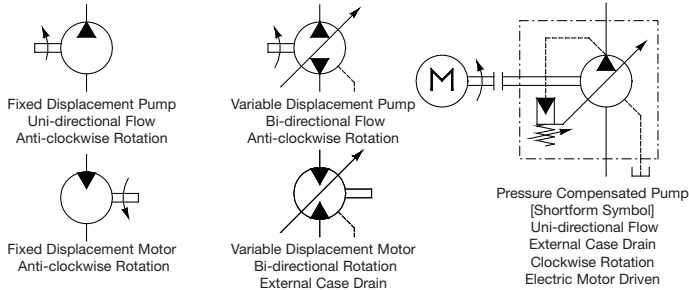 Fixed Displacement Pump
Uni-directional Flow
Anti-clockwise Rotation
Variable Displacement Pump
Bi-directional Flow
Anti-clockwise Rotation
M
Pressure Compensated Pump
[Shortform Symbol]
Uni-directional Flow
External Case Drain
Clockwise Rotation
Electric Motor Driven
Fixed Displacement Motor
Anti-clockwise Rotation
Variable Displacement Motor
Bi-directional Rotation
External Case Drain